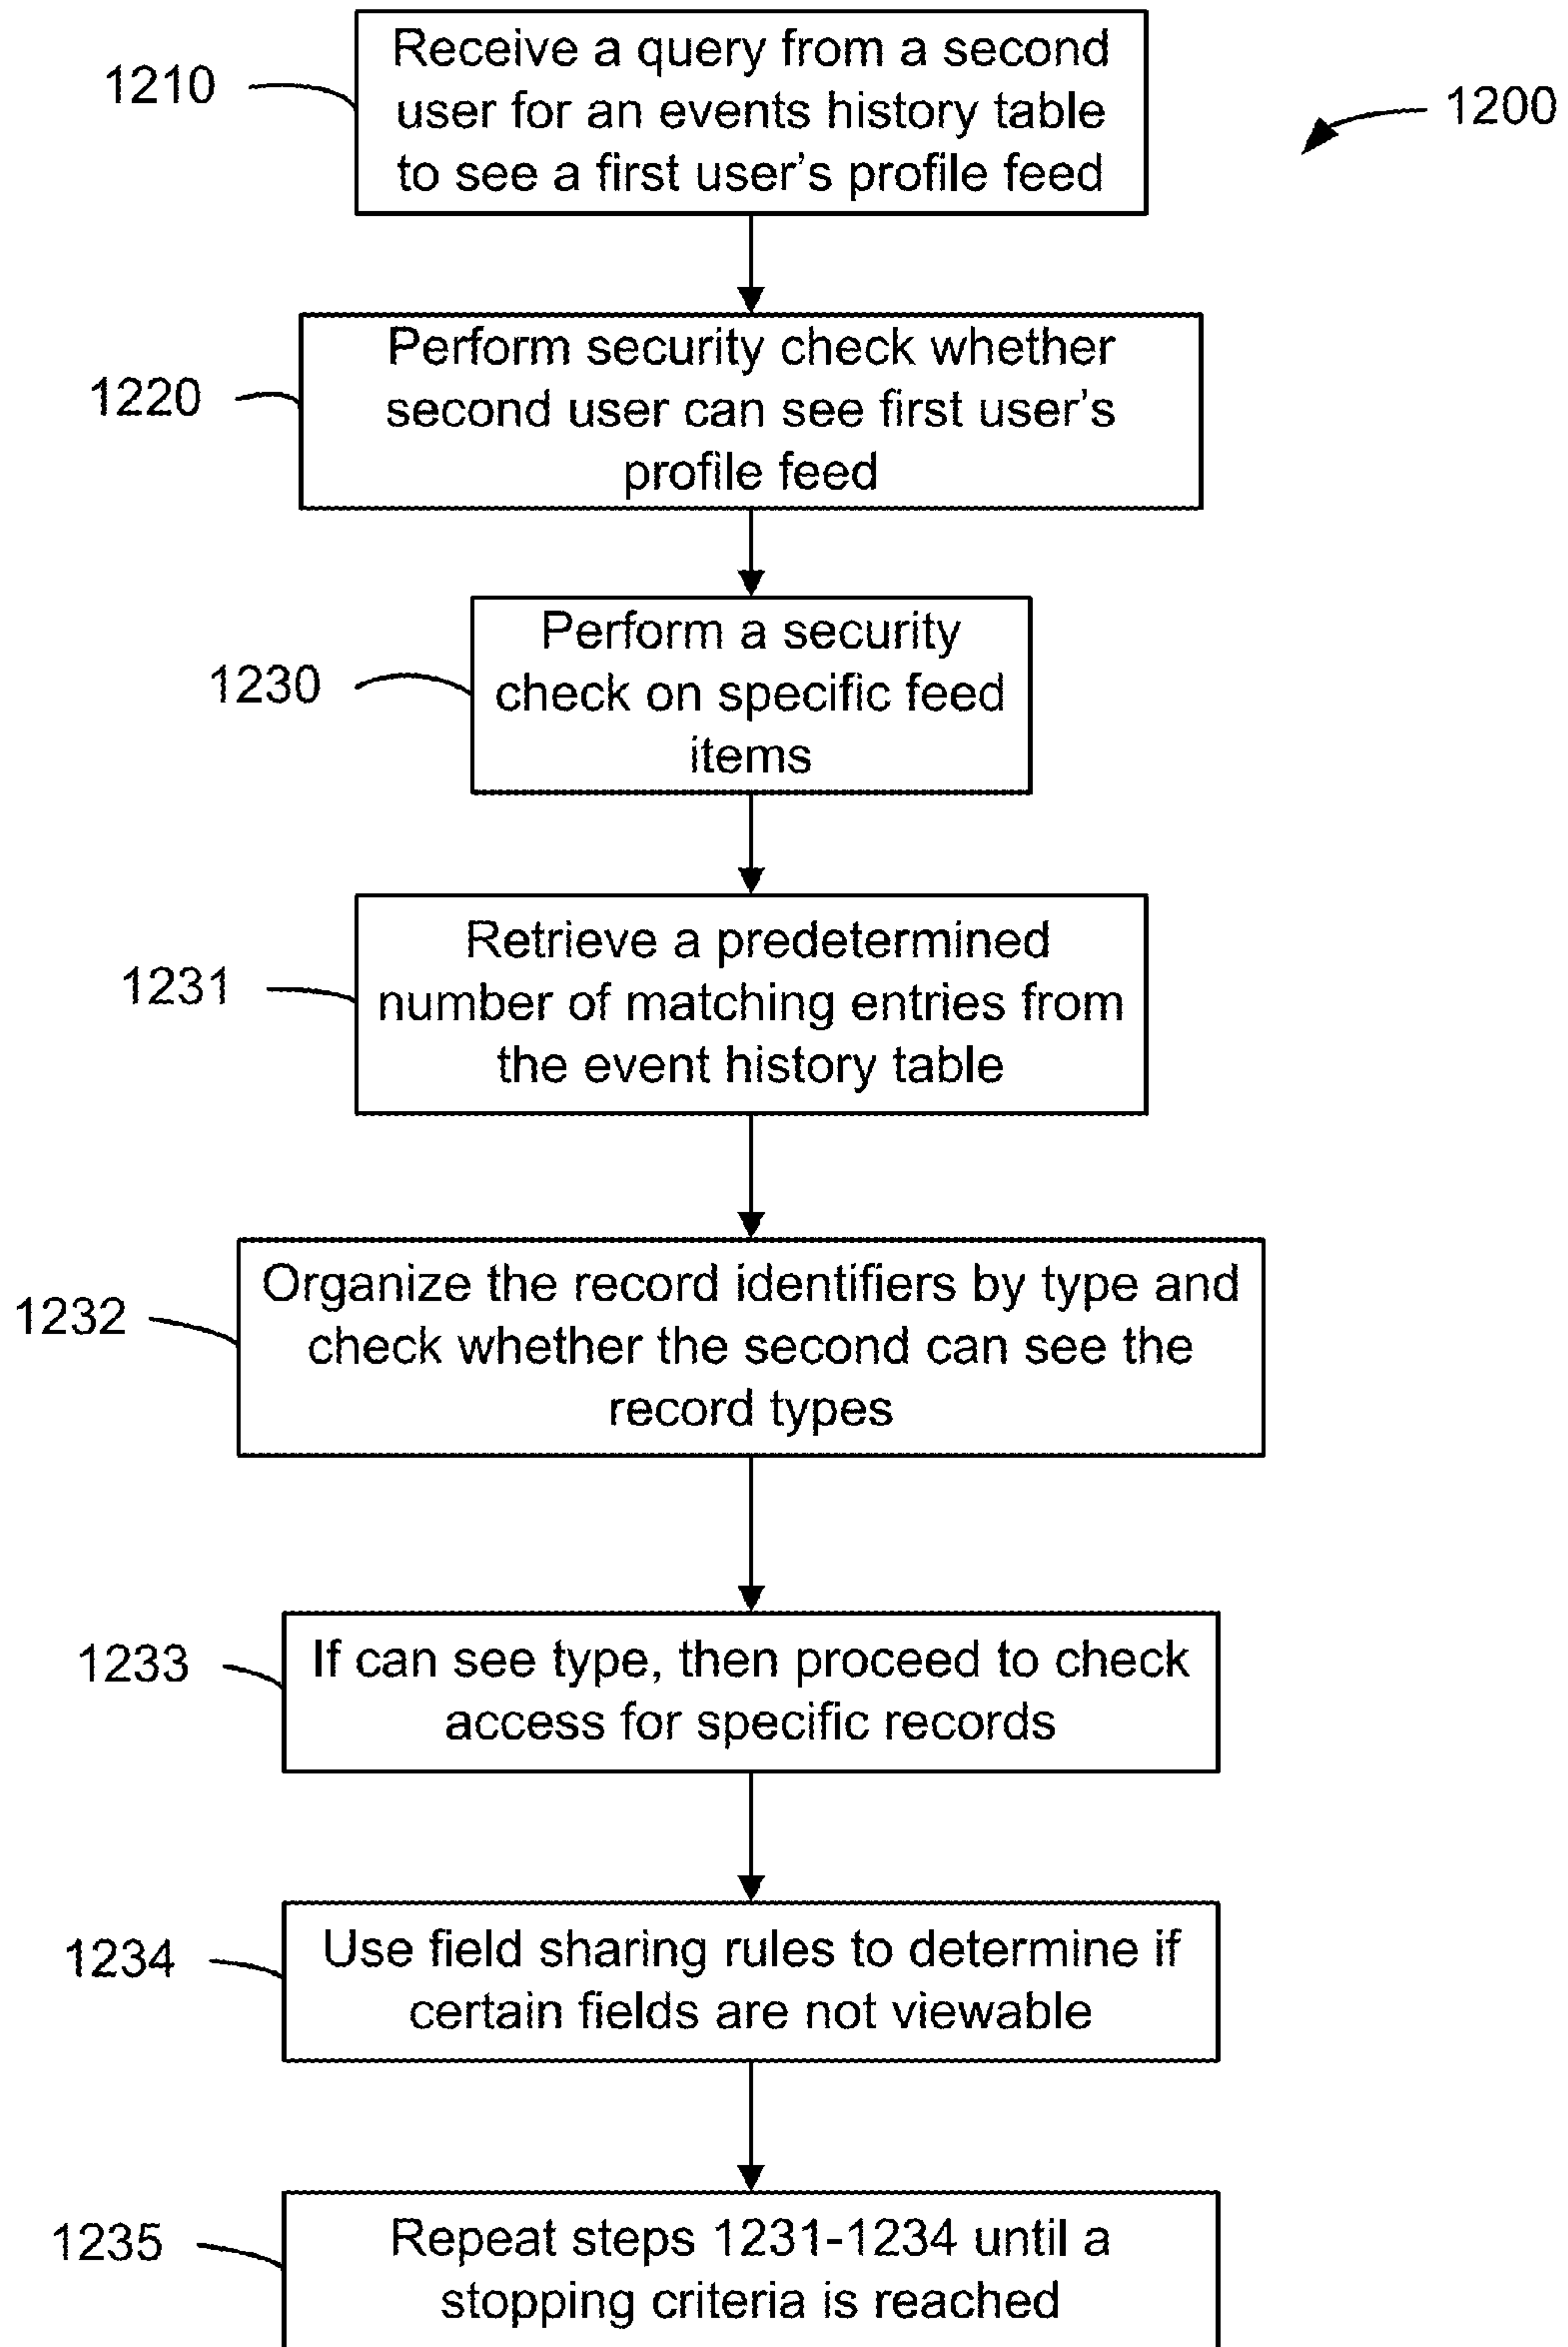 1200
1210
Receive a query from a second
user for an events history table
to see a first user's profile feed
1220
Perform security check whether
second user can see first user's
profile feed
1230
Perform a security
check on specific feed
items
1231
Retrieve a predetermined
number of matching entries from
the event history table
1232
Organize the record identifiers by type and
check whether the second can see the
record types
1233
If can see type, then proceed to check
access for specific records
1234
Use field sharing rules to determine if
certain fields are not viewable
1235
Repeat steps 1231-1234 until a
stopping criteria is reached